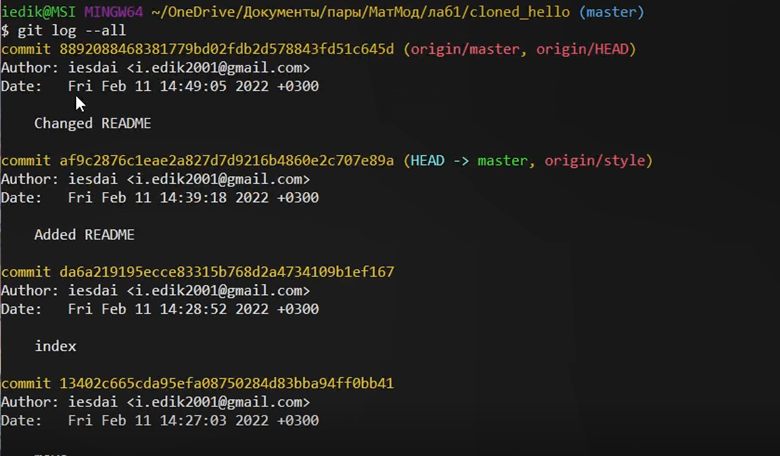 iedik@MSI MINGW64 ~/OneDrive/Документы/пары/МатМод/лаб1/cloned_hello (master)
$ git log --all
commit 8892088468381779bd02fdb2d578843fd51c645d (origin/master, origin/HEAD)
Author: iesdai <i.edik2001@gmail.com>
Date:   Fri Feb 11 14:49:05 2022 +0300
Changed README
commit af9c2876c1eae2a827d7d9216b4860e2c707e89a (HEAD -> master, origin/style)
Author: iesdai <i.edik2001@gmail.com>
Date:   Fri Feb 11 14:39:18 2022 +0300
Added README
commit da6a219195ecce83315b768d2a4734109b1ef167
Author: iesdai <i.edik2001@gmail.com>
Date:   Fri Feb 11 14:28:52 2022 +0300
index
commit 13402c665cda95efa08750284d83bba94ff0bb41
Author: iesdai <i.edik2001@gmail.com>
Date:   Fri Feb 11 14:27:03 2022 +0300